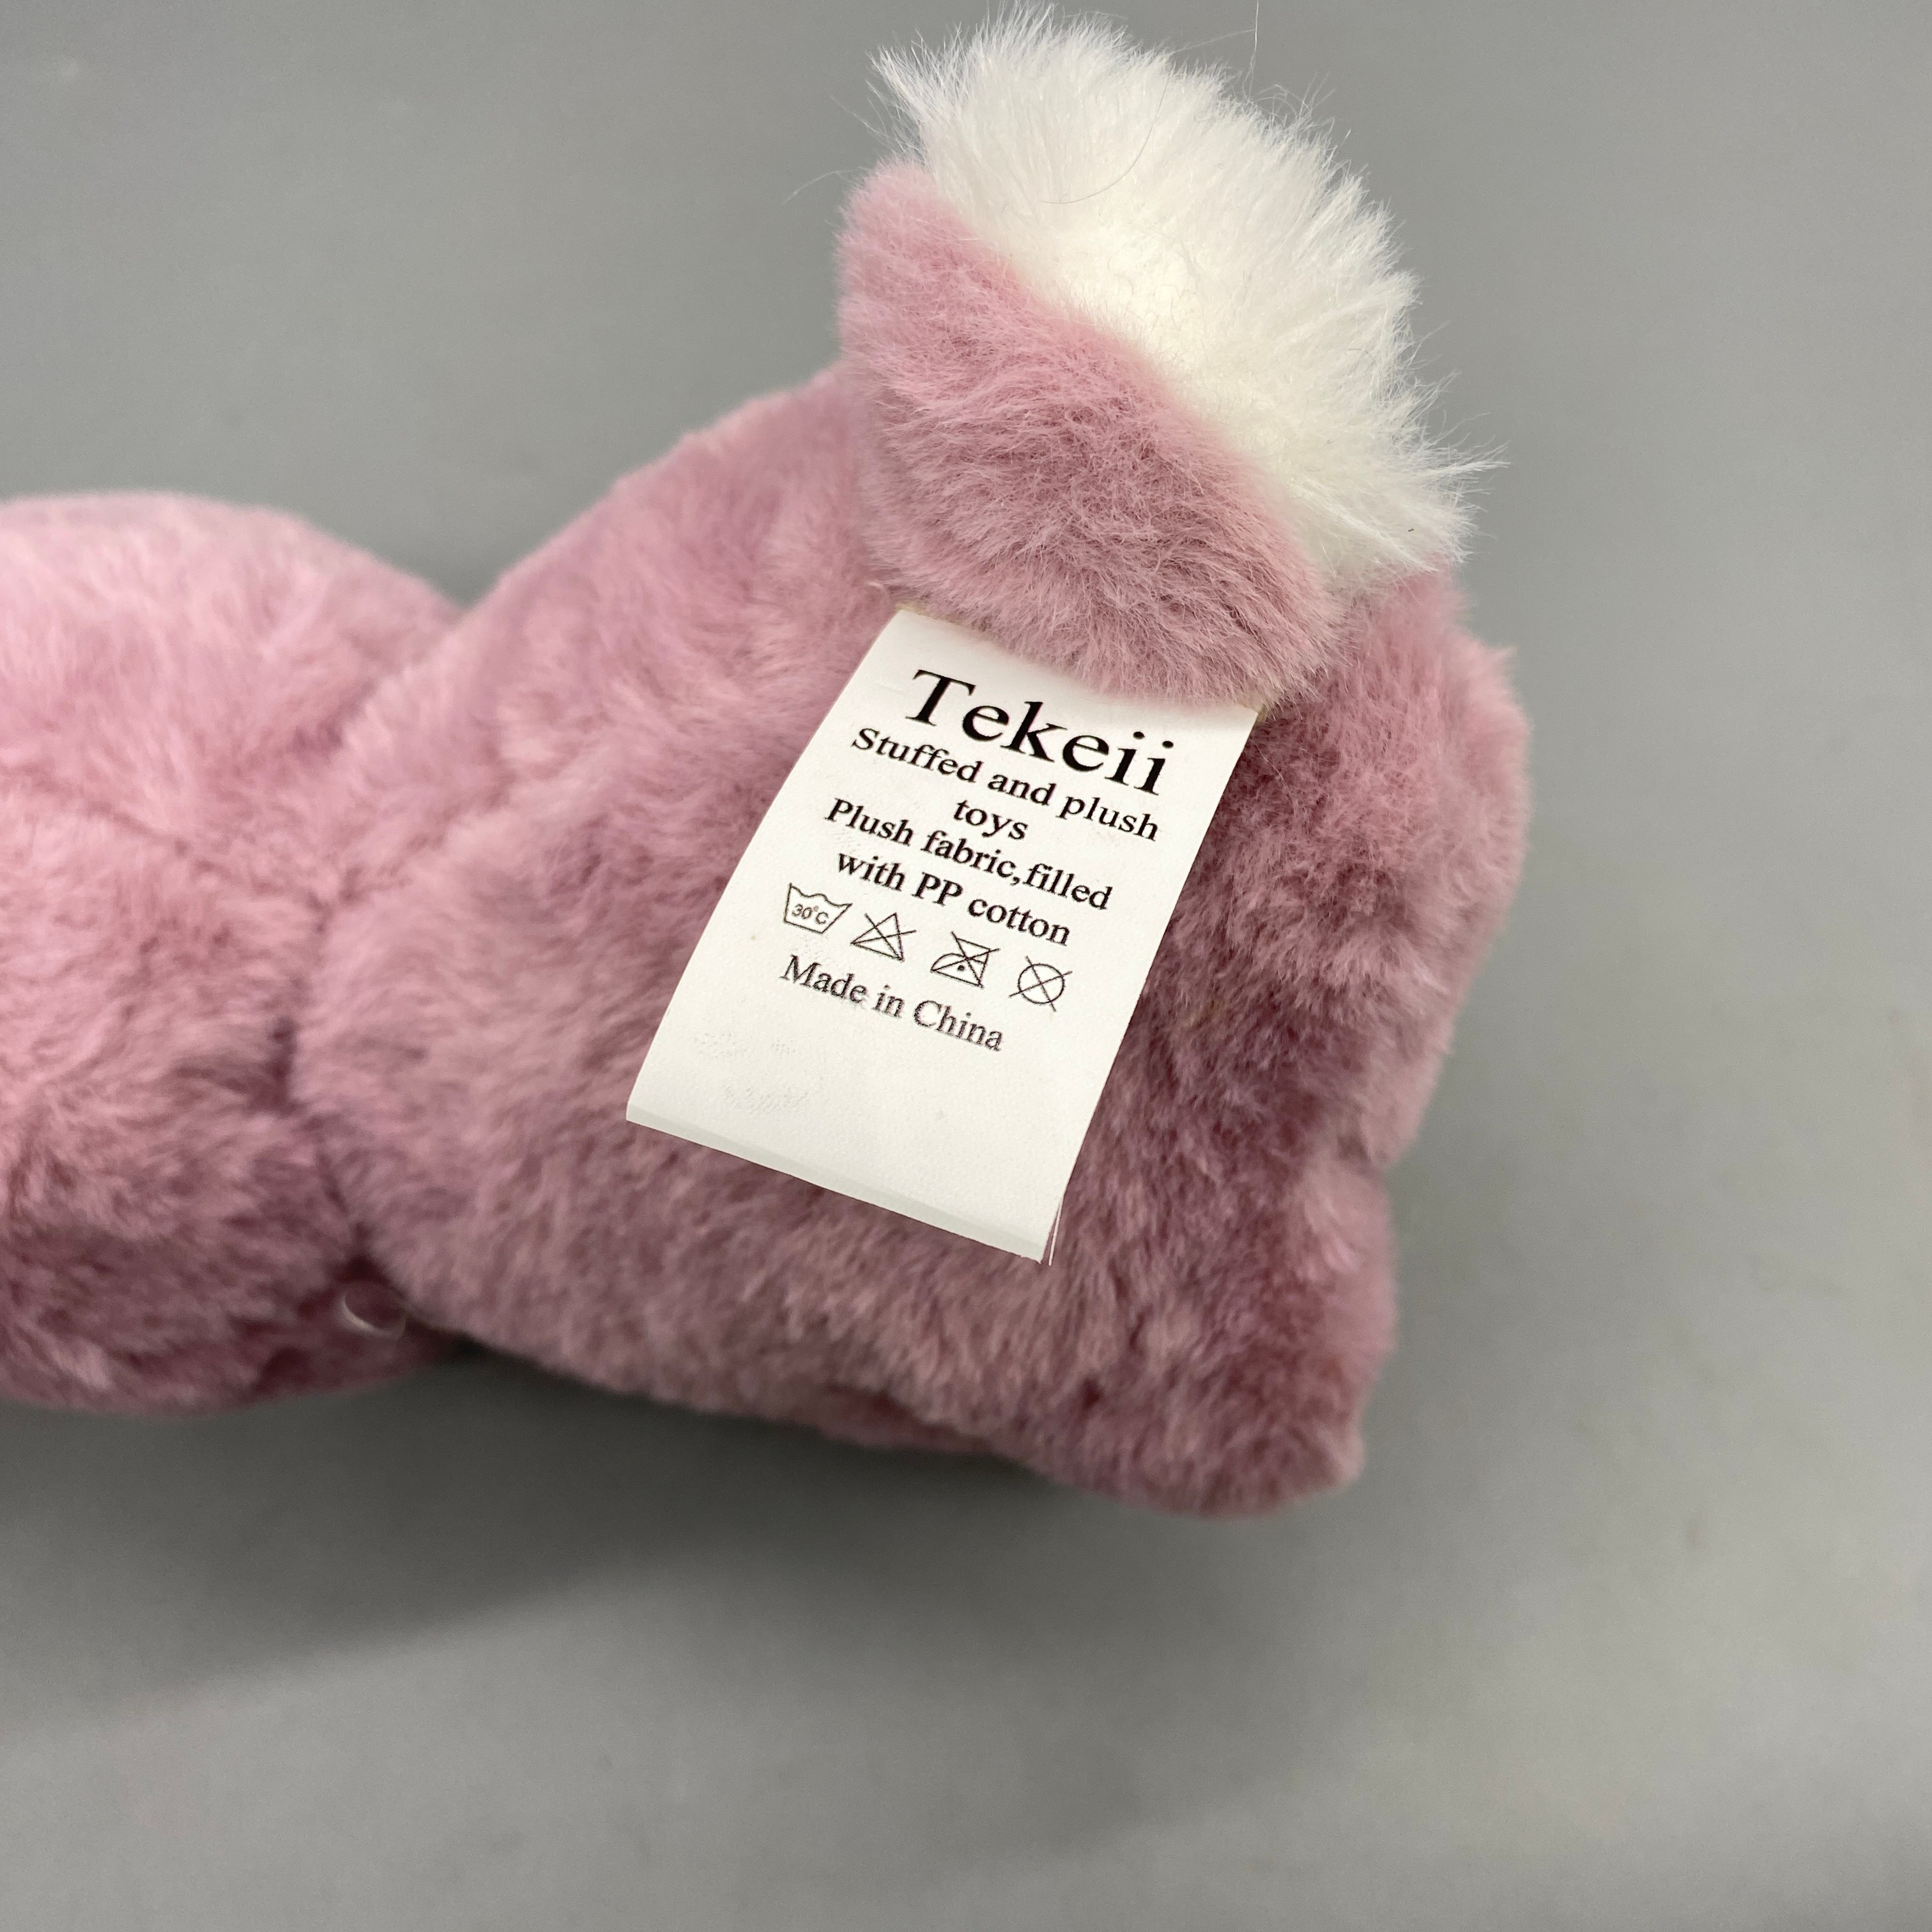 Tekeii
Stuffed and plush
toys
Plush fabric,filled
with PP cotton
30°C
Made in China